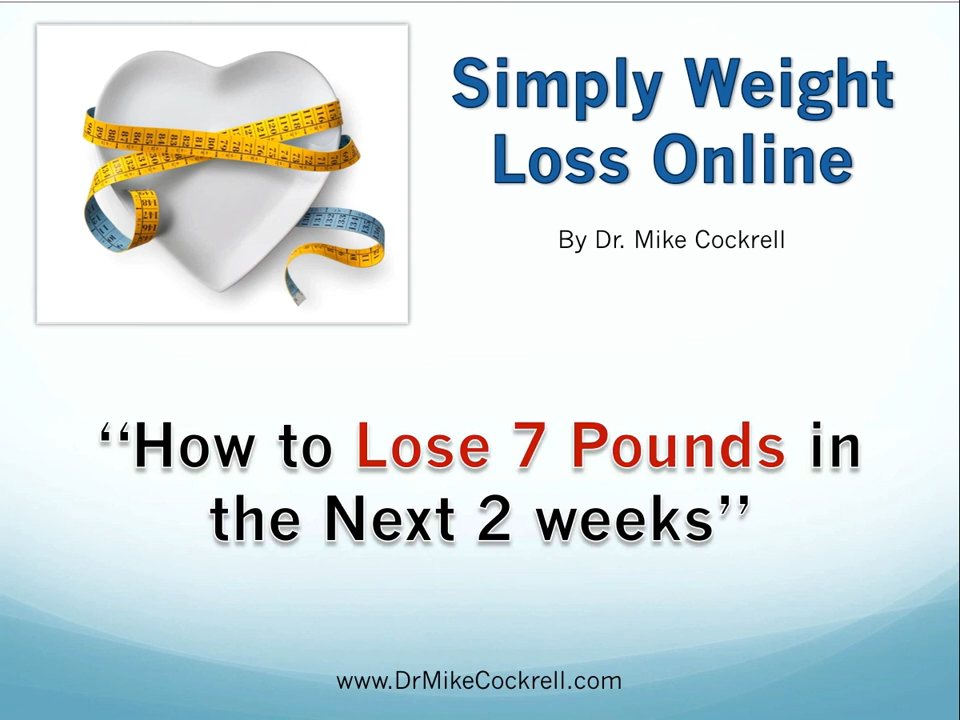 Simply Weight
Loss Online
By Dr. Mike Cockrell
‘‘How to Lose 7 Pounds in
the Next 2 weeks’’
www.DrMikeCockrell.com